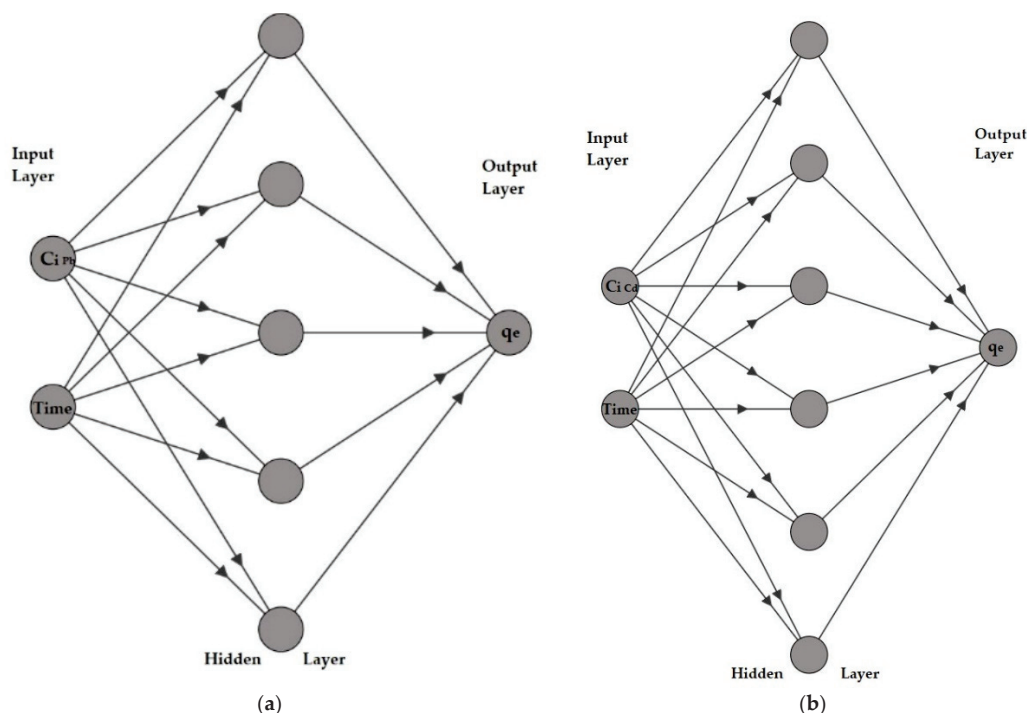 Input
Layer
Output
Layer
Ci Pb
qe
Time
Hidden Layer
(a)
Input
Layer
Output
Layer
Ci Cd
qe
Time
Hidden Layer
(b)